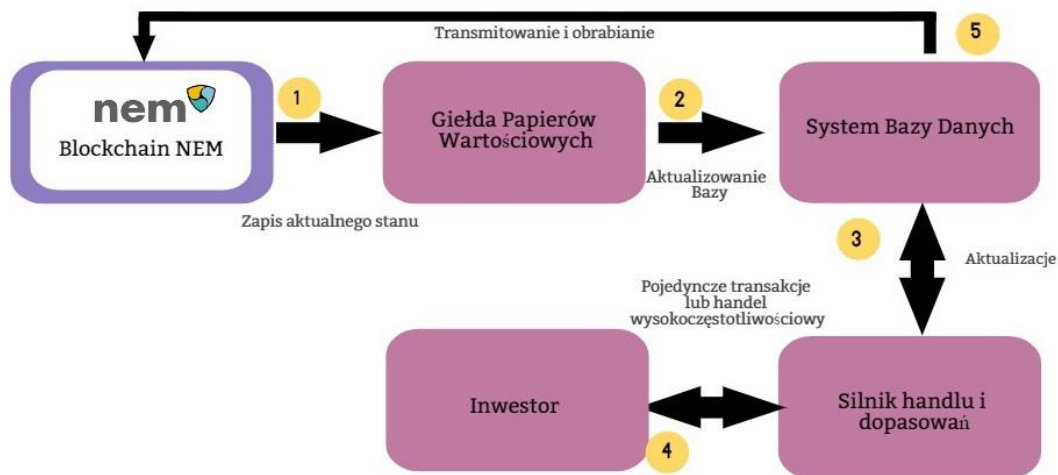 Transmitowanie i obrabianie
5
nem
Blockchain NEM
1
Giełda Papierów
Wartościowych
2
System Bazy Danych
Aktualizowanie
Bazy
Zapis aktualnego stanu
3
Aktualizacje
Pojedyncze transakcje
lub handel
wysokoczęstotliwościowy
Inwestor
4
Silnik handlu i
dopasowań